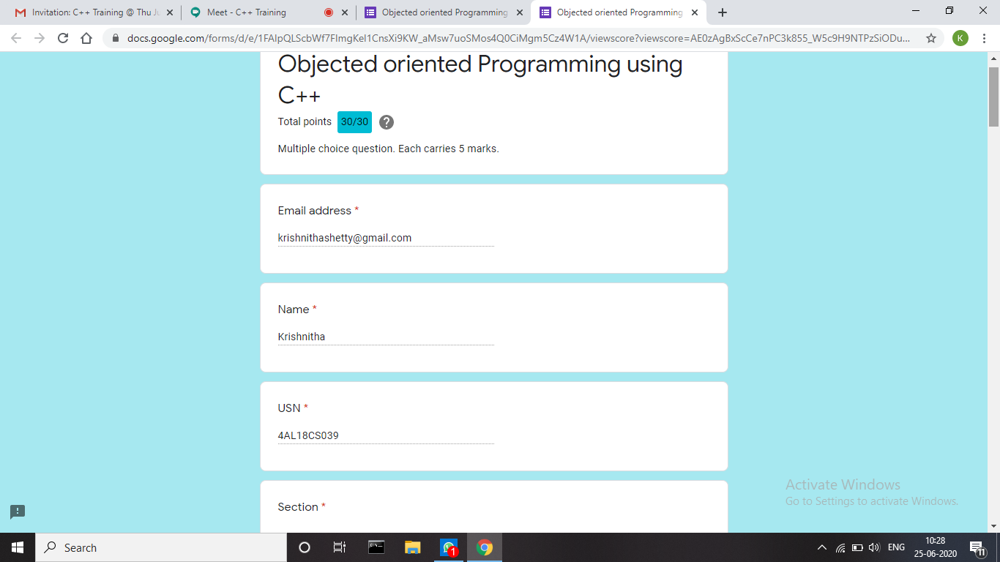 Invitation: C++ Training @ Thu Ju
Meet - C++ Training
Objected oriented Programming
Objected oriented Programming
docs.google.com/forms/d/e/1FAIpQLScbWf7FImgKel1CnsXi9KW_aMsw7uoSMos4Q0CiMgm5Cz4W1A/viewscore?viewscore=AE0zAgBxScCe7nPC3k855_W5c9H9NTPzSiODu...
K
Objected oriented Programming using
C++
Total points 30/30 ?
Multiple choice question. Each carries 5 marks.
Email address *
krishnithashetty@gmail.com
Name *
Krishnitha
USN *
4AL18CS039
Section *
Activate Windows
Go to Settings to activate Windows.
Search
1
ENG
10:28
25-06-2020
11